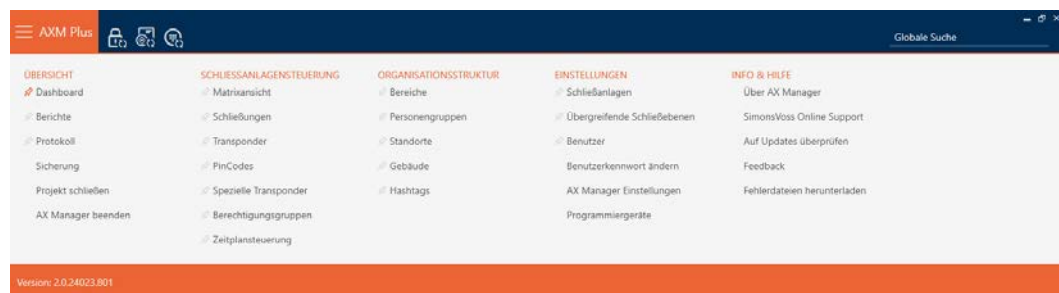 AXM Plus
Globale Suche
ÜBERSICHT
Dashboard
Berichte
Protokoll
Sicherung
Projekt schließen
AX Manager beenden
SCHLIESSANLAGENSTEUERUNG
Matrixansicht
Schließungen
Transponder
PinCodes
Spezielle Transponder
Berechtigungsgruppen
Zeitplansteuerung
ORGANISATIONSSTRUKTUR
Bereiche
Personengruppen
Standorte
Gebäude
Hashtags
EINSTELLUNGEN
Schließanlagen
Übergreifende Schließebenen
Benutzer
Benutzerkennwort ändern
AX Manager Einstellungen
Programmiergeräte
INFO & HILFE
Über AX Manager
SimonsVoss Online Support
Auf Updates überprüfen
Feedback
Fehlerdateien herunterladen
Version: 2.0.24023.801